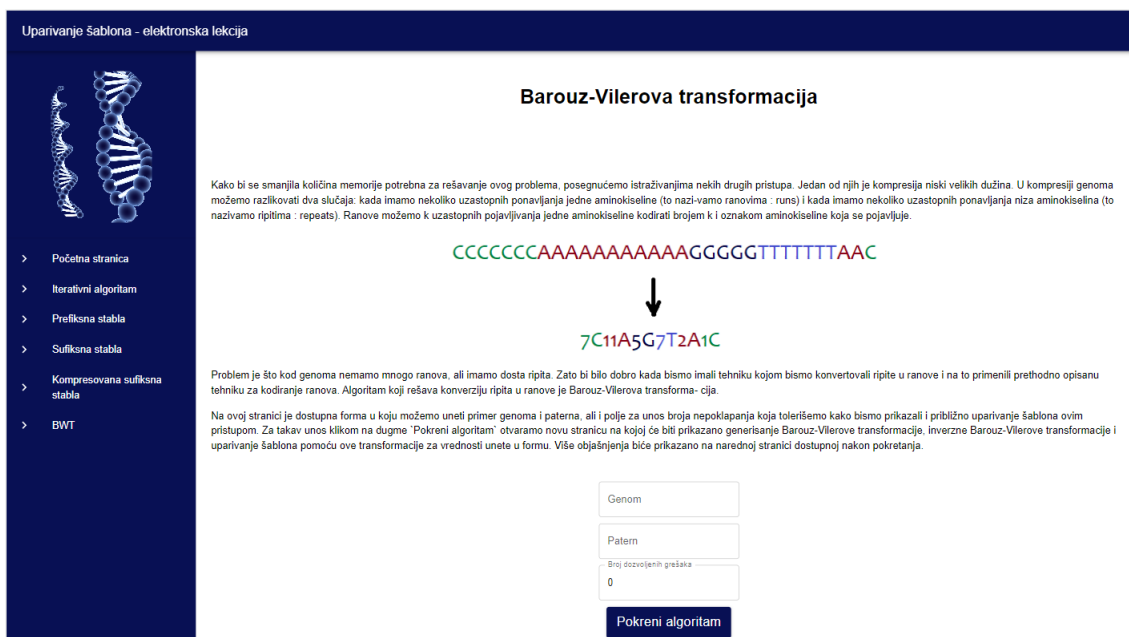 Uparivanje šablona - elektronska lekcija
Početna stranica
Iterativni algoritam
Prefiksna stabla
Sufiksna stabla
Kompresovana sufiksna
stabla
BWT
Barouz-Vilerova transformacija
Kako bi se smanjila količina memorije potrebna za rešavanje ovog problema, posegnućemo istraživanjima nekih drugih pristupa. Jedan od njih je kompresija niski velikih dužina. U kompresiji genoma
možemo razlikovati dva slučaja: kada imamo nekoliko uzastopnih ponavljanja jedne aminokiseline (to nazi-vamo ranovima : runs) i kada imamo nekoliko uzastopnih ponavljanja niza aminokiselina (to
nazivamo ripitima : repeats). Ranove možemo k uzastopnih pojavljivanja jedne aminokiseline kodirati brojem k i oznakom aminokiseline koja se pojavljuje.
CCCCCCCAAAAAAAAAAAGGGGGTTTTTTTAAC
7C11A5G7T2A1C
Problem je što kod genoma nemamo mnogo ranova, ali imamo dosta ripita. Zato bi bilo dobro kada bismo imali tehniku kojom bismo konvertovali ripite u ranove i na to primenili prethodno opisanu
tehniku za kodiranje ranova. Algoritam koji rešava konverziju ripita u ranove je Barouz-Vilerova transforma- cija.
Na ovoj stranici je dostupna forma u koju možemo uneti primer genoma i paterna, ali i polje za unos broja nepoklapanja koja tolerišemo kako bismo prikazali i približno uparivanje šablona ovim
pristupom. Za takav unos klikom na dugme `Pokreni algoritam` otvaramo novu stranicu na kojoj će biti prikazano generisanje Barouz-Vilerove transformacije, inverzne Barouz-Vilerove transformacije i
uparivanje šablona pomoću ove transformacije za vrednosti unete u formu. Više objašnjenja biće prikazano na narednoj stranici dostupnoj nakon pokretanja.
Genom
Patern
Broj dozvoljenih grešaka
0
Pokreni algoritam